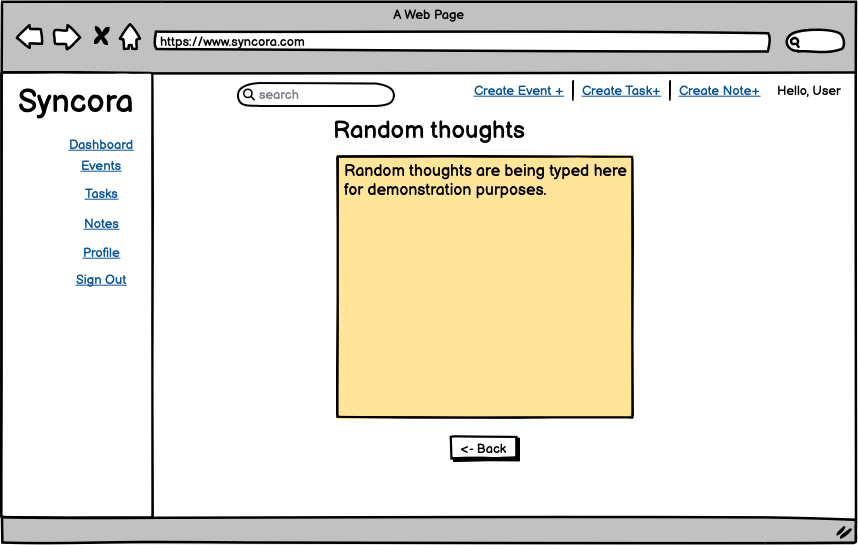 A Web Page
https://www.syncora.com
Syncora
search
Create Event +
Create Task+
Create Note+
Hello, User
Dashboard
Events
Tasks
Notes
Profile
Sign Out
Random thoughts
Random thoughts are being typed here
for demonstration purposes.
<- Back